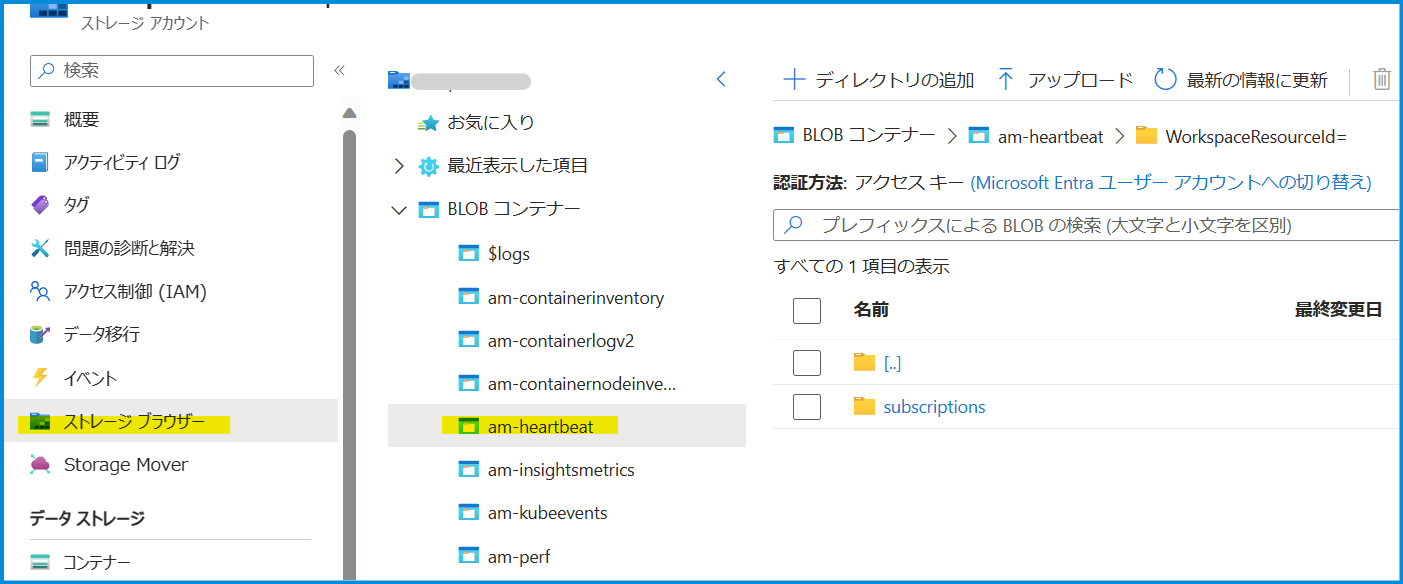 ストレージ アカウント
検索
概要
アクティビティ ログ
タグ
問題の診断と解決
アクセス制御 (IAM)
データ移行
イベント
ストレージ ブラウザー
Storage Mover
データ ストレージ
コンテナー
お気に入り
最近表示した項目
BLOB コンテナー
$logs
am-containerinventory
am-containerlogv2
am-containernodeinve...
am-heartbeat
am-insightsmetrics
am-kubeevents
am-perf
ディレクトリの追加 アップロード 最新の情報に更新
BLOB コンテナー > am-heartbeat > WorkspaceResourceId=
認証方法: アクセス キー (Microsoft Entra ユーザー アカウントへの切り替え)
プレフィックスによる BLOB の検索 (大文字と小文字を区別)
すべての 1 項目の表示
名前 最終変更日
[..]
subscriptions